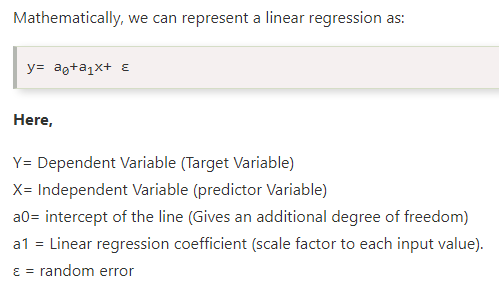 Mathematically, we can represent a linear regression as:
y= a₀+a₁x+ ε
Here,
Y= Dependent Variable (Target Variable)
X= Independent Variable (predictor Variable)
a0= intercept of the line (Gives an additional degree of freedom)
a1 = Linear regression coefficient (scale factor to each input value).
ε = random error